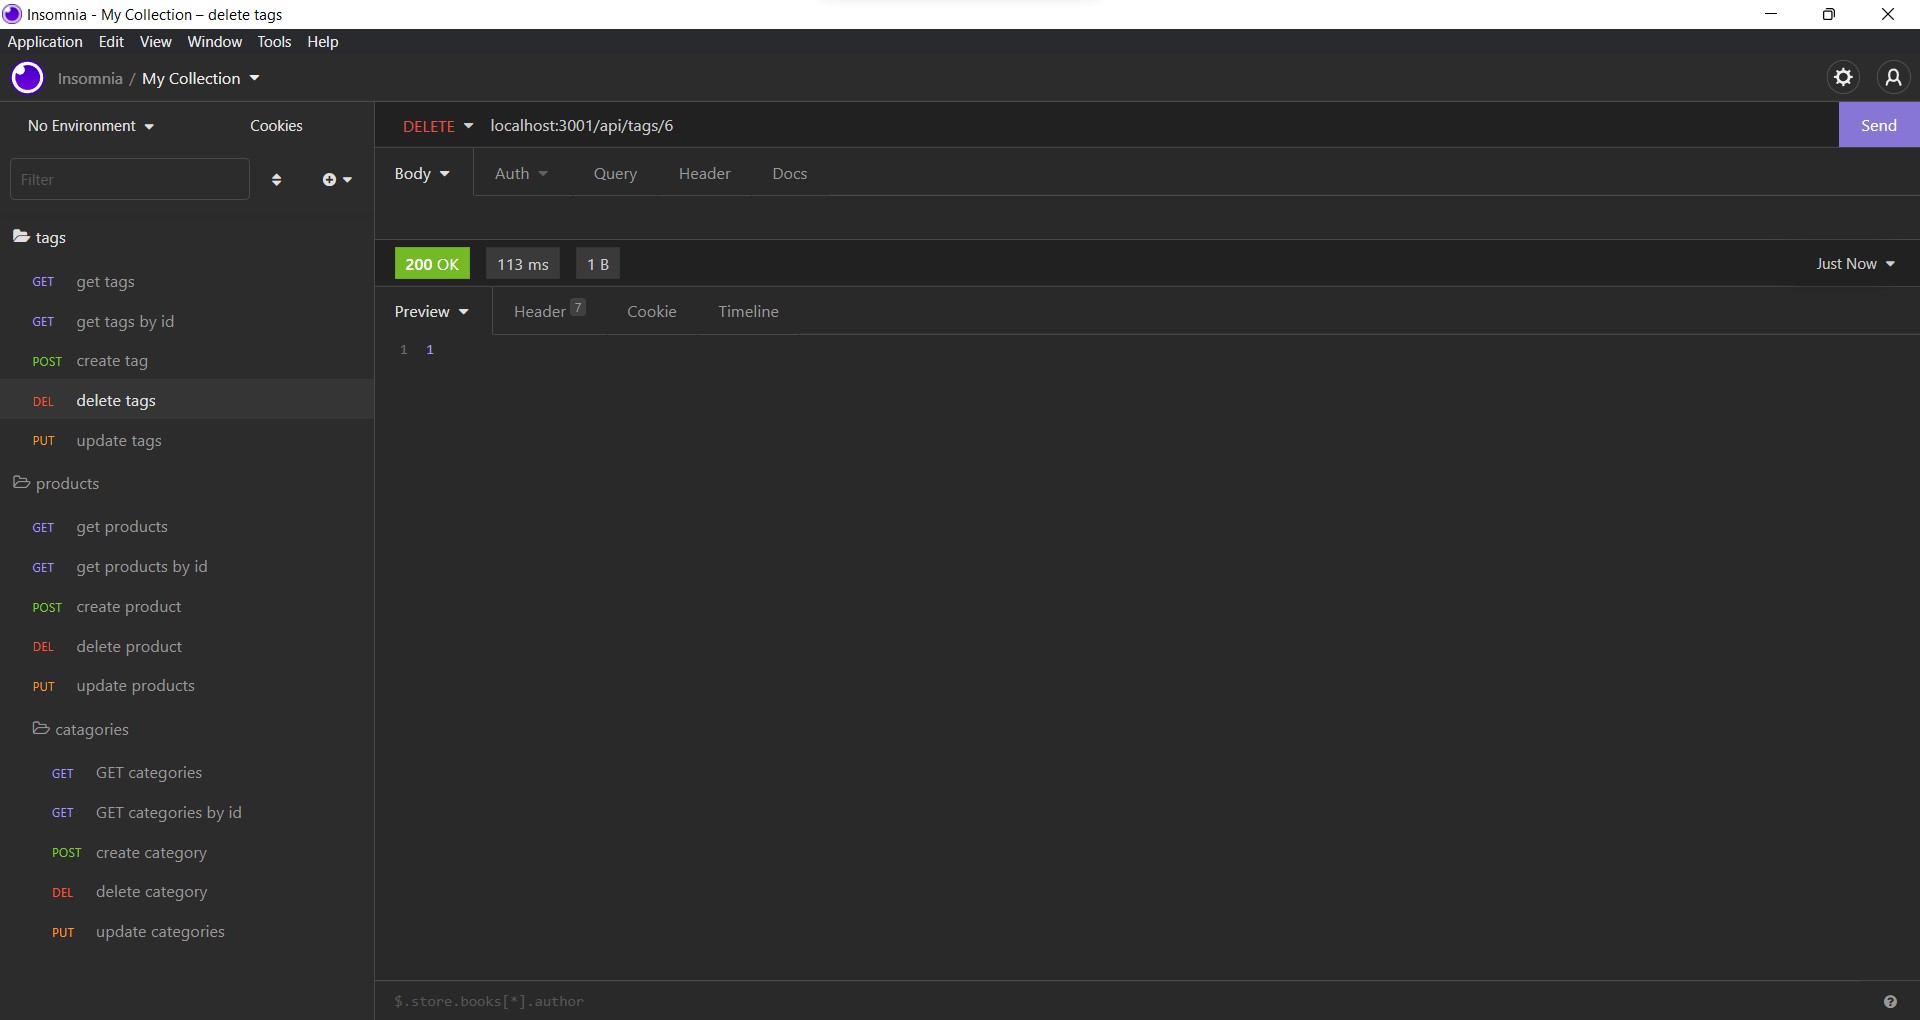 Insomnia - My Collection – delete tags
Application Edit View Window Tools Help
Insomnia / My Collection
No Environment Cookies
DELETE localhost:3001/api/tags/6 Send
Filter
Body Auth Query Header Docs
200 OK 113 ms 1 B Just Now
Preview Header 7 Cookie Timeline
1 1
tags
GET get tags
GET get tags by id
POST create tag
DEL delete tags
PUT update tags
products
GET get products
GET get products by id
POST create product
DEL delete product
PUT update products
catagories
GET GET categories
GET GET categories by id
POST create category
DEL delete category
PUT update categories
$.store.books[*].author